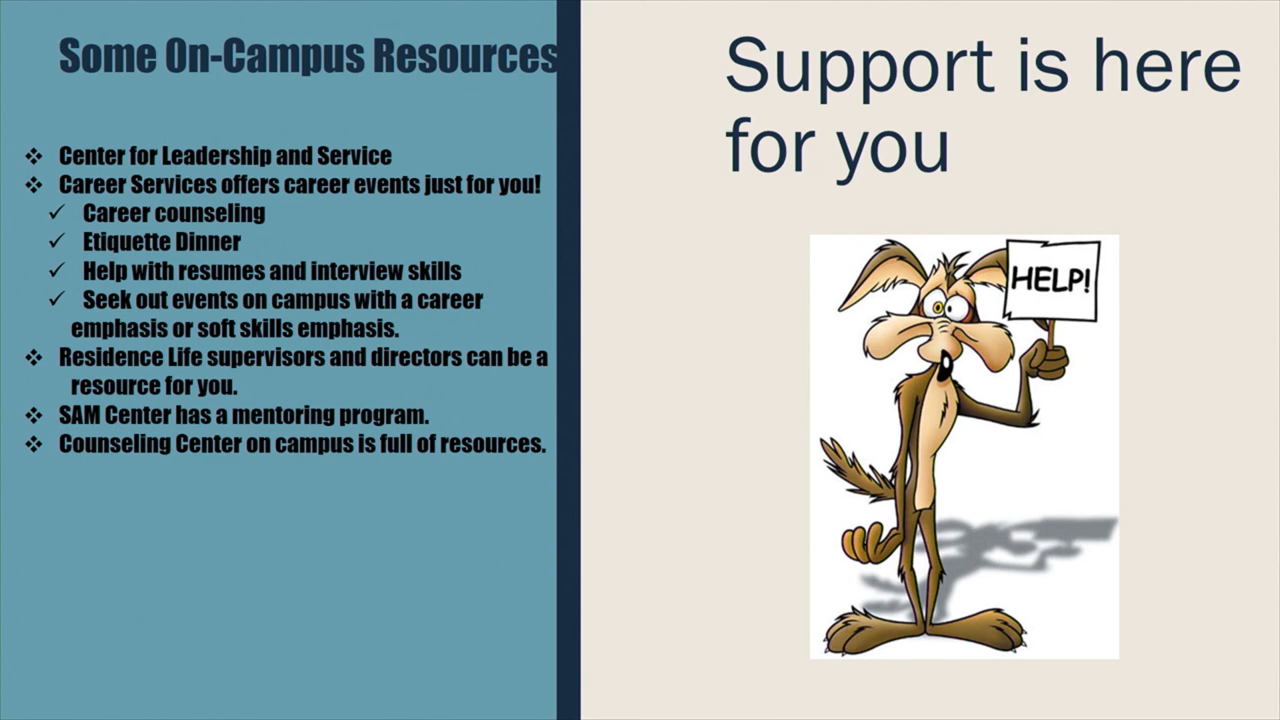 Some On-Campus Resources
❖ Center for Leadership and Service
❖ Career Services offers career events just for you!
✓ Career counseling
✓ Etiquette Dinner
✓ Help with resumes and interview skills
✓ Seek out events on campus with a career
emphasis or soft skills emphasis.
❖ Residence Life supervisors and directors can be a
resource for you.
❖ SAM Center has a mentoring program.
❖ Counseling Center on campus is full of resources.
Support is here
for you
HELP!